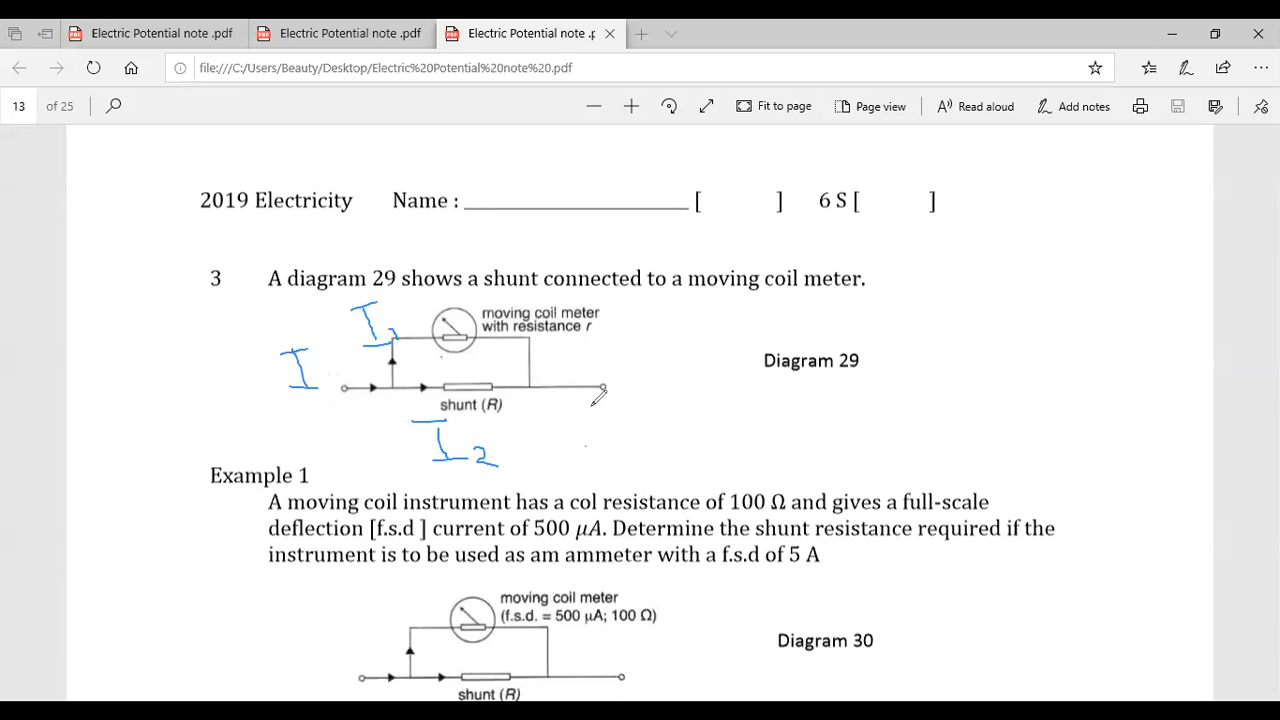 Electric Potential note .pdf
Electric Potential note .pdf
Electric Potential note .p
file:///C:/Users/Beauty/Desktop/Electric%20Potential%20note%20.pdf
13 of 25
Fit to page
Page view
Read aloud
Add notes
2019 Electricity Name : ____________________ [ ] 6 S [ ]
3 A diagram 29 shows a shunt connected to a moving coil meter.
moving coil meter
with resistance r
I1
I
Diagram 29
shunt (R)
I2
Example 1
A moving coil instrument has a col resistance of 100 Ω and gives a full-scale
deflection [f.s.d ] current of 500 μA. Determine the shunt resistance required if the
instrument is to be used as am ammeter with a f.s.d of 5 A
moving coil meter
(f.s.d. = 500 μA; 100 Ω)
Diagram 30
shunt (R)